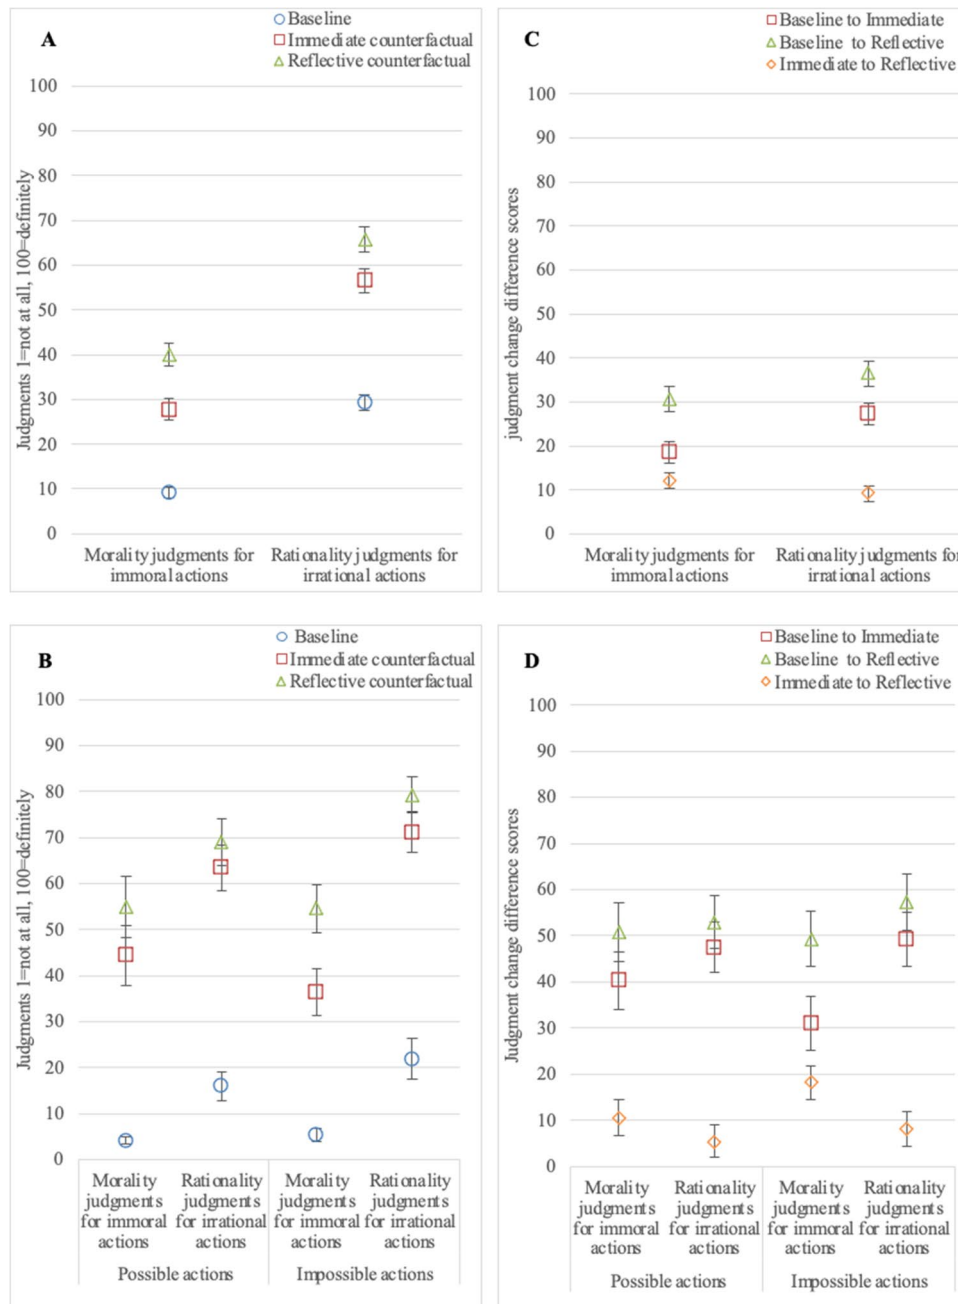 A
Baseline
Immediate counterfactual
Reflective counterfactual
Judgments 1=not at all, 100=definitely
100
90
80
70
60
50
40
30
20
10
0
Morality judgments for
immoral actions
Rationality judgments for
irrational actions
C
Baseline to Immediate
Baseline to Reflective
Immediate to Reflective
judgment change difference scores
100
90
80
70
60
50
40
30
20
10
0
Morality judgments for
immoral actions
Rationality judgments for
irrational actions
B
Baseline
Immediate counterfactual
Reflective counterfactual
Judgments 1=not at all, 100=definitely
100
90
80
70
60
50
40
30
20
10
0
Morality
judgments
for immoral
actions
Rationality
judgments
for irrational
actions
Morality
judgments
for immoral
actions
Rationality
judgments
for irrational
actions
Possible actions
Impossible actions
D
Baseline to Immediate
Baseline to Reflective
Immediate to Reflective
Judgment change difference scores
100
90
80
70
60
50
40
30
20
10
0
Morality
judgments
for immoral
actions
Rationality
judgments
for irrational
actions
Morality
judgments
for immoral
actions
Rationality
judgments
for irrational
actions
Possible actions
Impossible actions